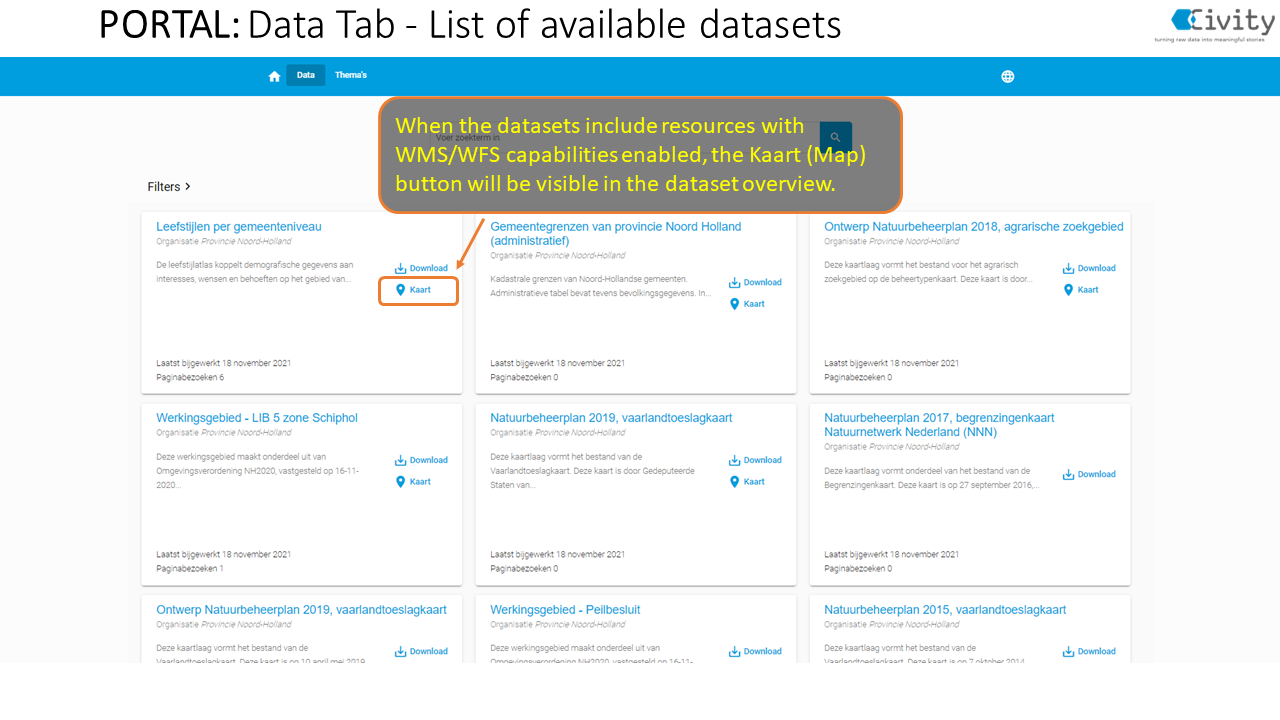 PORTAL: Data Tab - List of available datasets
Civity
turning raw data into meaningful stories
Data
Thema's
When the datasets include resources with
WMS/WFS capabilities enabled, the Kaart (Map)
button will be visible in the dataset overview.
Voer zoekterm in
Filters
Leefstijlen per gemeenteniveau
Organisatie Provincie Noord-Holland
De leefstijlatlas koppelt demografische gegevens aan
interesses, wensen en behoeften op het gebied van...
Download
Kaart
Laatst bijgewerkt 18 november 2021
Paginabezoeken 6
Gemeentegrenzen van provincie Noord Holland
(administratief)
Organisatie Provincie Noord-Holland
Kadastrale grenzen van Noord-Hollandse gemeenten.
Administratieve tabel bevat tevens bevolkingsgegevens. In...
Download
Kaart
Laatst bijgewerkt 18 november 2021
Paginabezoeken 0
Ontwerp Natuurbeheerplan 2018, agrarische zoekgebied
Organisatie Provincie Noord-Holland
Deze kaartlaag vormt het bestand voor het agrarisch
zoekgebied op de beheertypenkaart. Deze kaart is door...
Download
Kaart
Laatst bijgewerkt 18 november 2021
Paginabezoeken 0
Werkingsgebied - LIB 5 zone Schiphol
Organisatie Provincie Noord-Holland
Deze werkingsgebied maakt onderdeel uit van
Omgevingsverordening NH2020, vastgesteld op 16-11-
2020...
Download
Kaart
Laatst bijgewerkt 18 november 2021
Paginabezoeken 1
Natuurbeheerplan 2019, vaarlandtoeslagkaart
Organisatie Provincie Noord-Holland
Deze kaartlaag vormt het bestand van de
Vaarlandtoeslagkaart. Deze kaart is door Gedeputeerde
Staten van...
Download
Kaart
Laatst bijgewerkt 18 november 2021
Paginabezoeken 0
Natuurbeheerplan 2017, begrenzingenkaart
Natuurnetwerk Nederland (NNN)
Organisatie Provincie Noord-Holland
Deze kaartlaag vormt onderdeel van het bestand van de
Begrenzingenkaart. Deze kaart is op 27 september 2016,...
Download
Laatst bijgewerkt 18 november 2021
Paginabezoeken 0
Ontwerp Natuurbeheerplan 2019, vaarlandtoeslagkaart
Organisatie Provincie Noord-Holland
Deze kaartlaag vormt het bestand van de
Vaarlandtoeslagkaart. Deze kaart is op 10 april mei 2019
Download
Werkingsgebied - Peilbesluit
Organisatie Provincie Noord-Holland
Deze werkingsgebied maakt onderdeel uit van
Omgevingsverordening NH2020, vastgesteld op 16-11-
Download
Natuurbeheerplan 2015, vaarlandtoeslagkaart
Organisatie Provincie Noord-Holland
Deze kaartlaag vormt het bestand van de
Vaarlandtoeslagkaart. Deze kaart is op 7 oktober 2014
Download